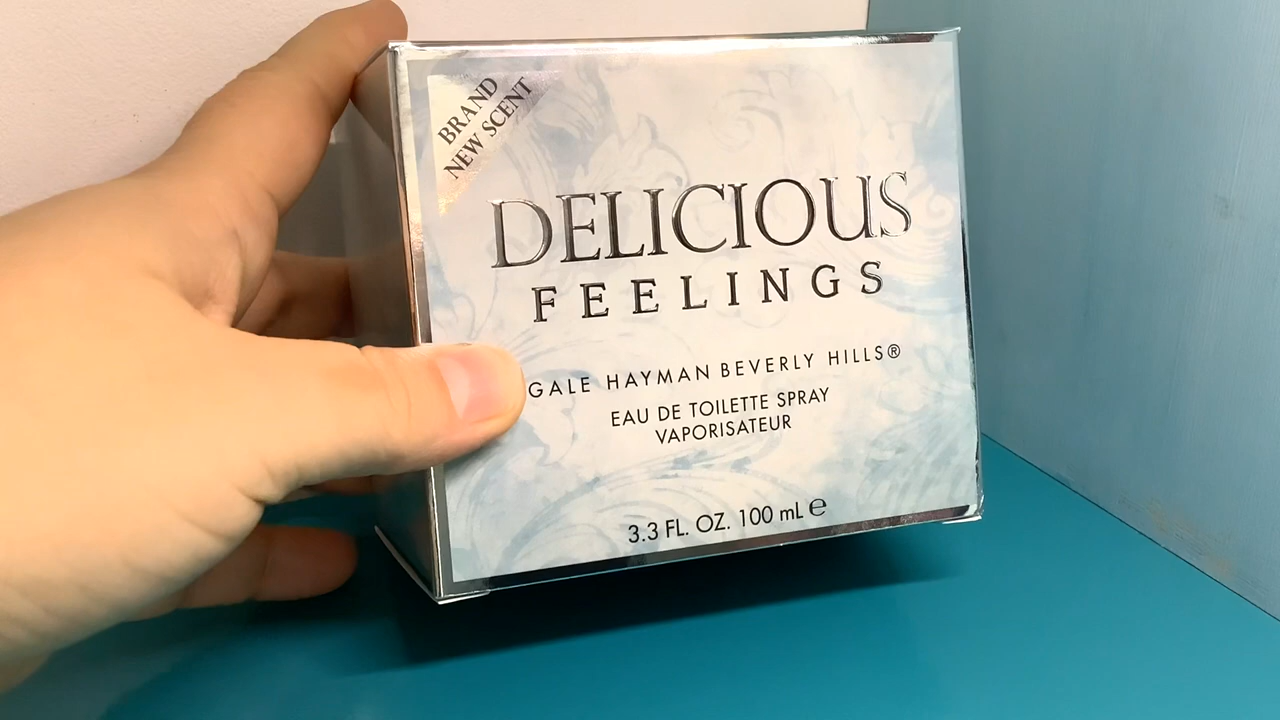 BRAND
NEW SCENT
DELICIOUS
FEELINGS
GALE HAYMAN BEVERLY HILLS®
EAU DE TOILETTE SPRAY
VAPORISATEUR
3.3 FL. OZ. 100 mL ℮